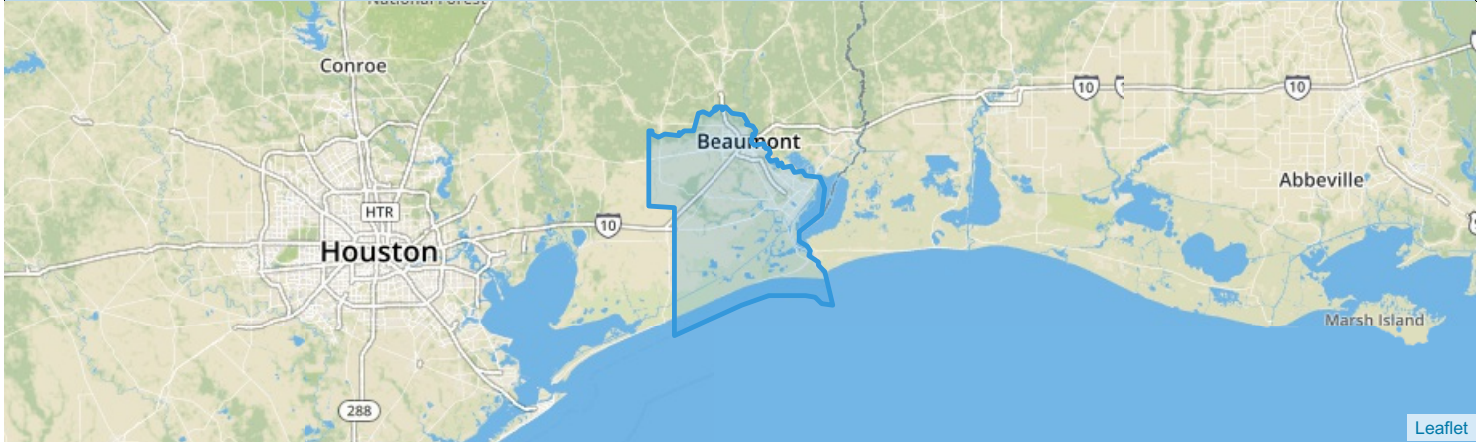 National Forest
Conroe
10
10
Beaumont
Abbeville
HTR
10
Houston
Marsh Island
288
Leaflet